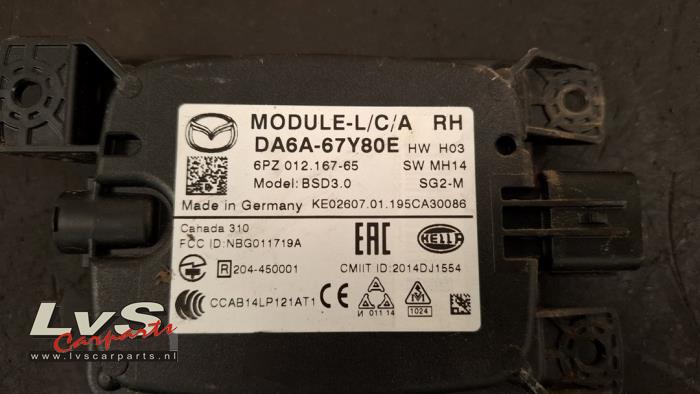 MODULE-L/C/A RH
DA6A-67Y80E HW H03
6PZ 012.167-65 SW MH14
Model: BSD3.0 SG2-M
Made in Germany KE02607.01.195CA30086
Canada 310
FCC ID: NBG011719A
EAC
HELLA
R 204-450001 CMIIT ID: 2014DJ1554
CCAB14LP121AT1 CE
И 011 14
1024
LvS
Carparts
www.lvscarparts.nl